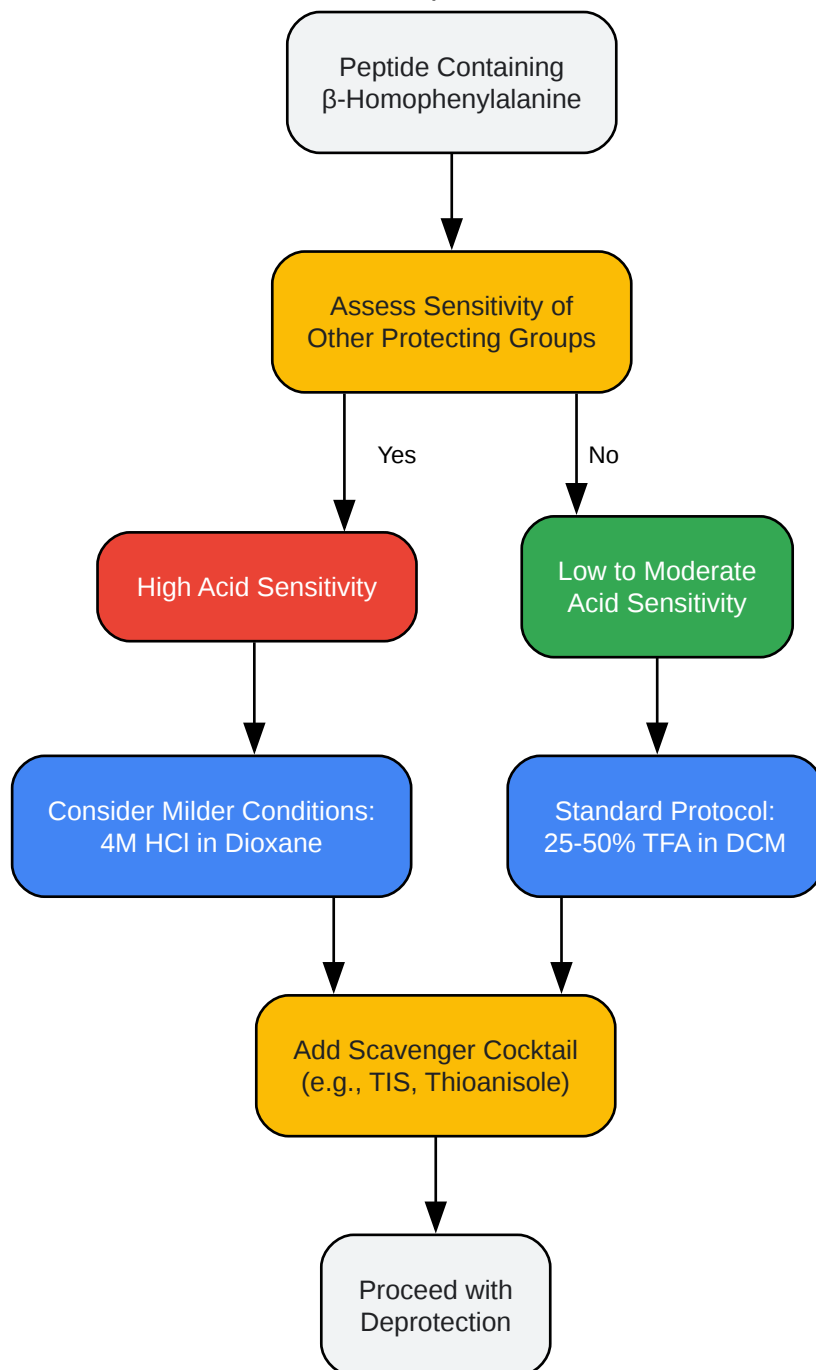 Peptide Containing
β-Homophenylalanine
Assess Sensitivity of
Other Protecting Groups
Yes
No
High Acid Sensitivity
Low to Moderate
Acid Sensitivity
Consider Milder Conditions:
4M HCl in Dioxane
Standard Protocol:
25-50% TFA in DCM
Add Scavenger Cocktail
(e.g., TIS, Thioanisole)
Proceed with
Deprotection